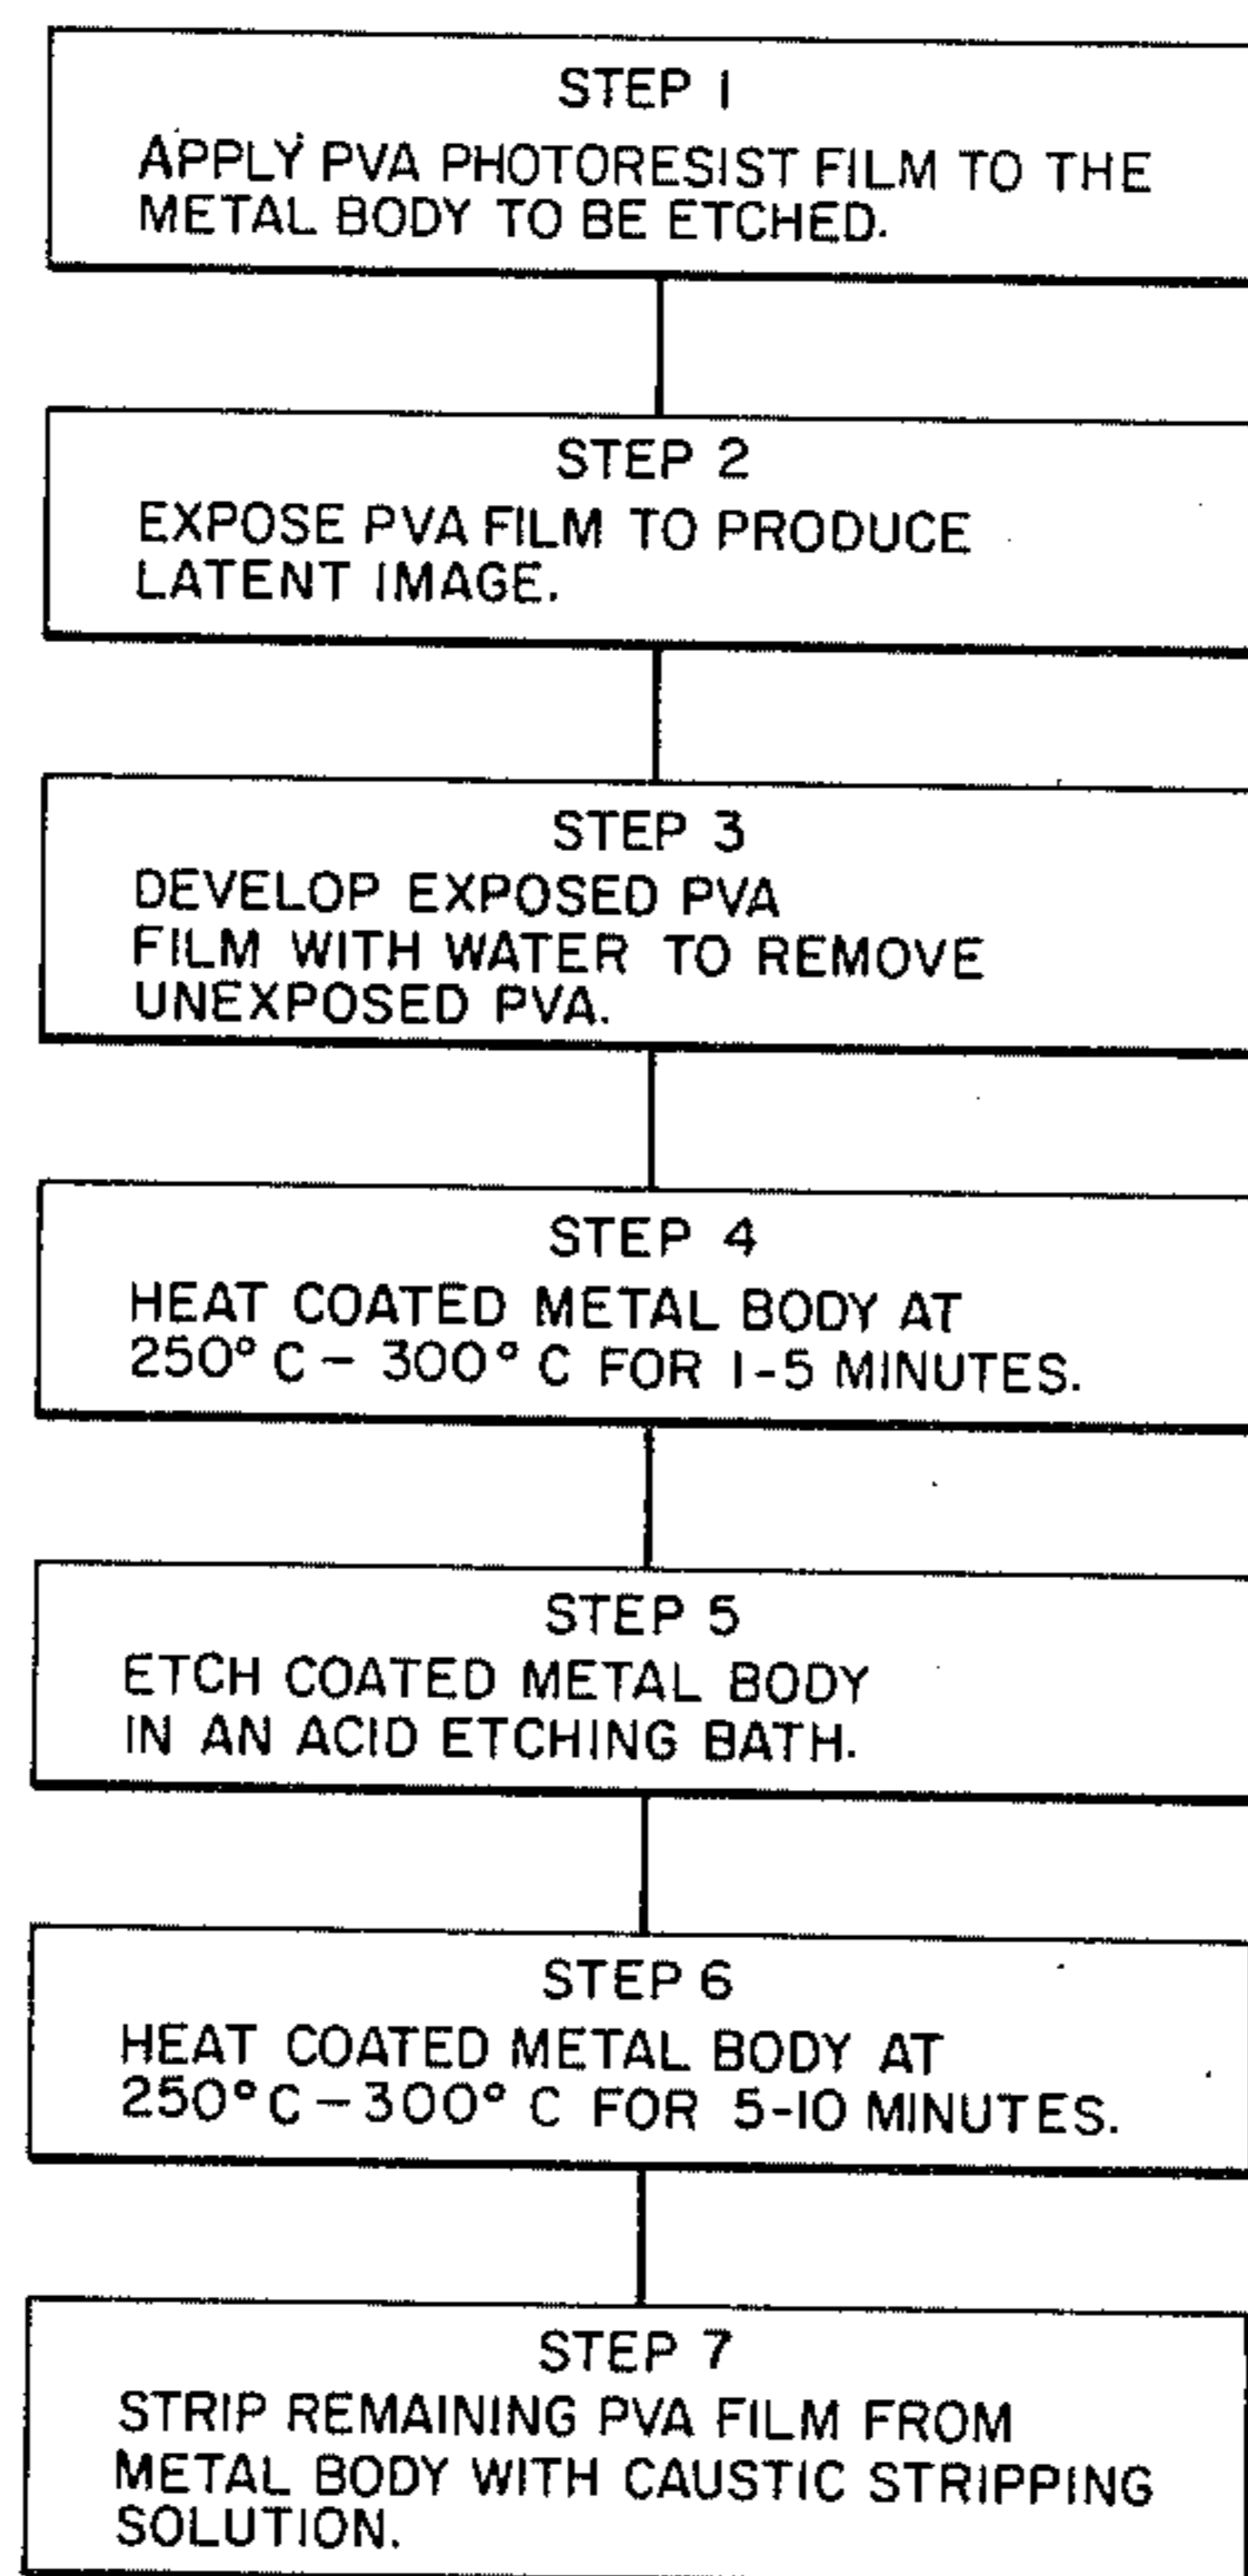 STEP 1
APPLY PVA PHOTORESIST FILM TO THE
METAL BODY TO BE ETCHED.
STEP 2
EXPOSE PVA FILM TO PRODUCE
LATENT IMAGE.
STEP 3
DEVELOP EXPOSED PVA
FILM WITH WATER TO REMOVE
UNEXPOSED PVA.
STEP 4
HEAT COATED METAL BODY AT
250° C – 300° C FOR 1-5 MINUTES.
STEP 5
ETCH COATED METAL BODY
IN AN ACID ETCHING BATH.
STEP 6
HEAT COATED METAL BODY AT
250° C – 300° C FOR 5-10 MINUTES.
STEP 7
STRIP REMAINING PVA FILM FROM
METAL BODY WITH CAUSTIC STRIPPING
SOLUTION.